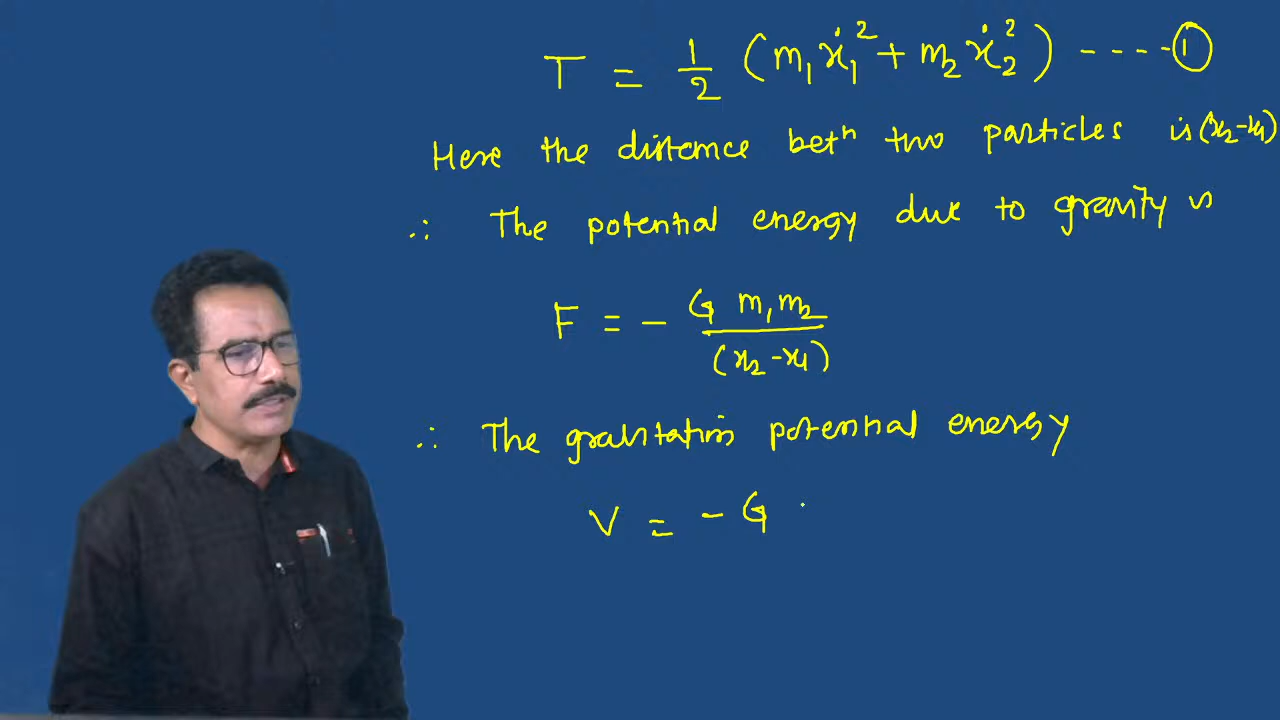 T = 1/2 (m₁ẋ₁² + m₂ẋ₂²) ----①
Here the distance betⁿ two particles is (x₂-x₁)
∴ The potential energy due to gravity is
F = - G m₁m₂ / (x₂-x₁)
∴ The gravitation potential energy
V = - G